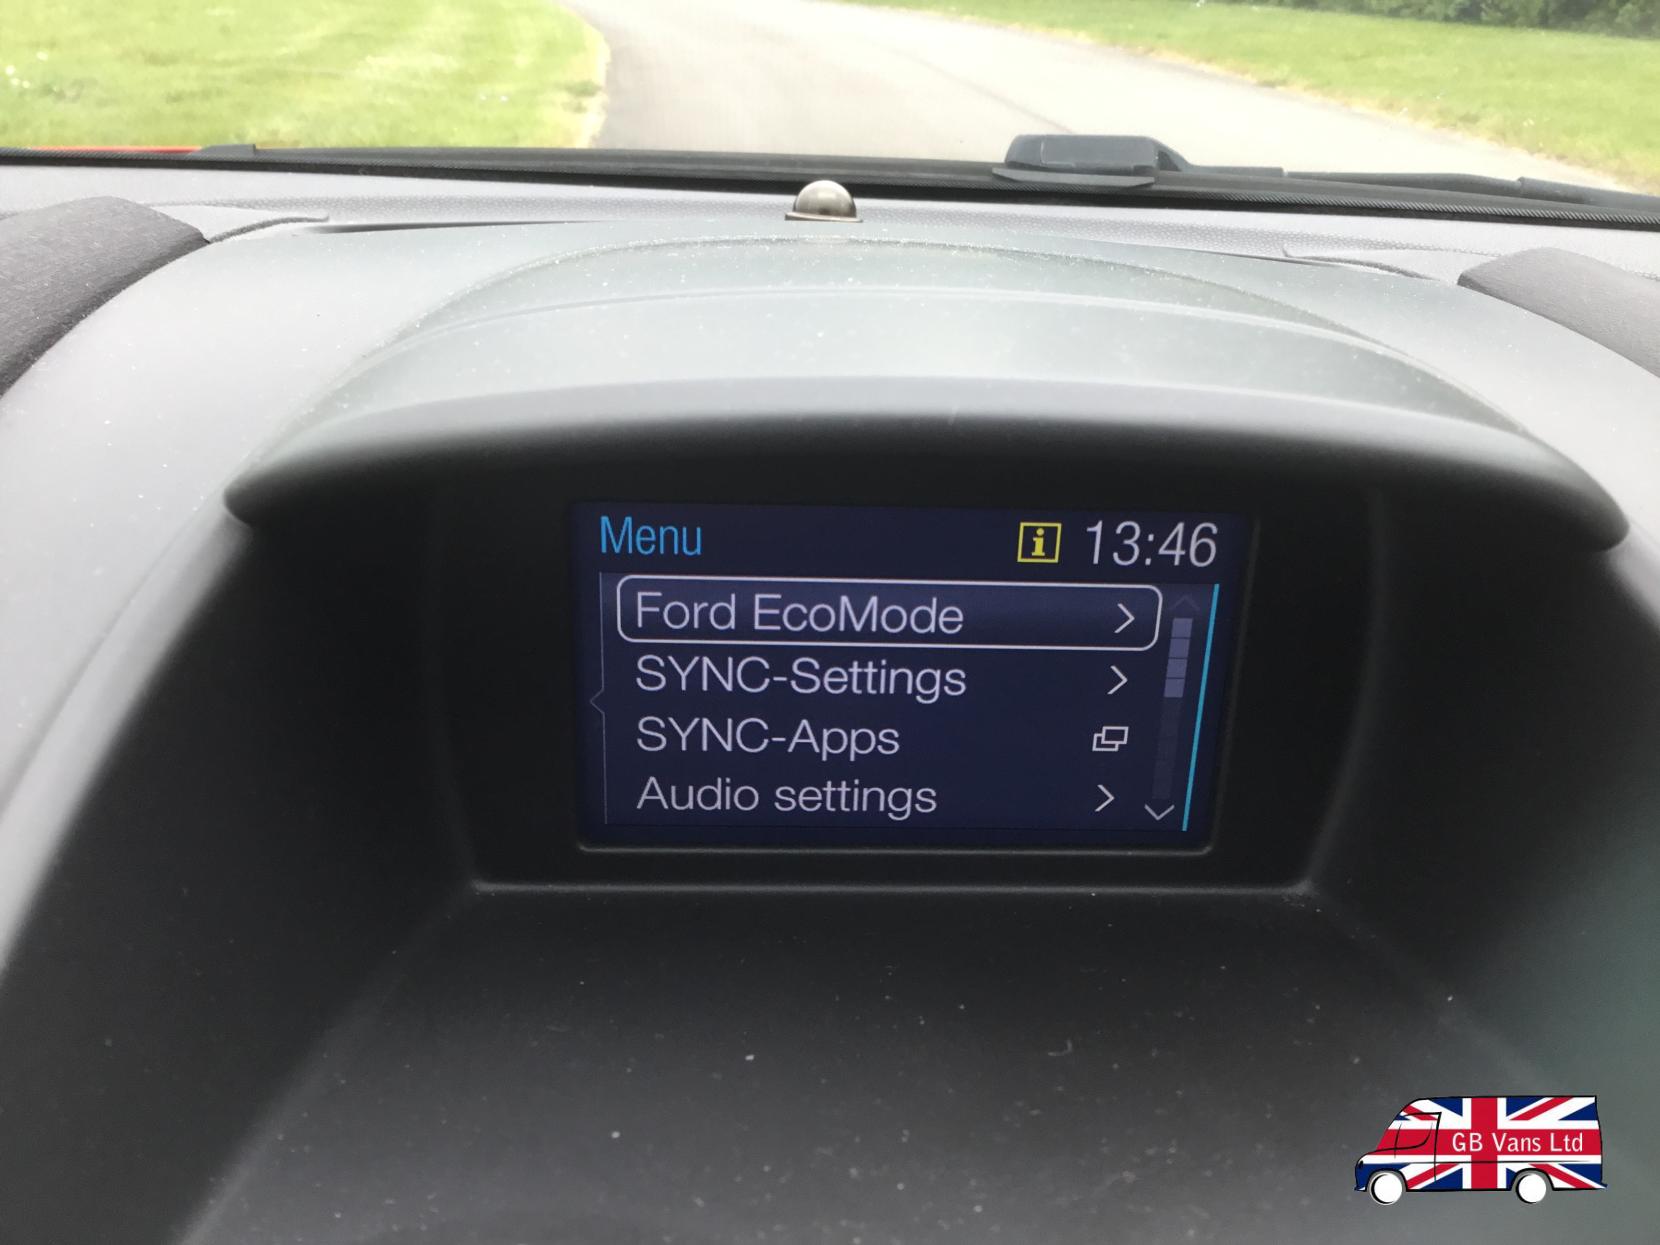 Menu
i 13:46
Ford EcoMode
SYNC-Settings
SYNC-Apps
Audio settings
GB Vans Ltd